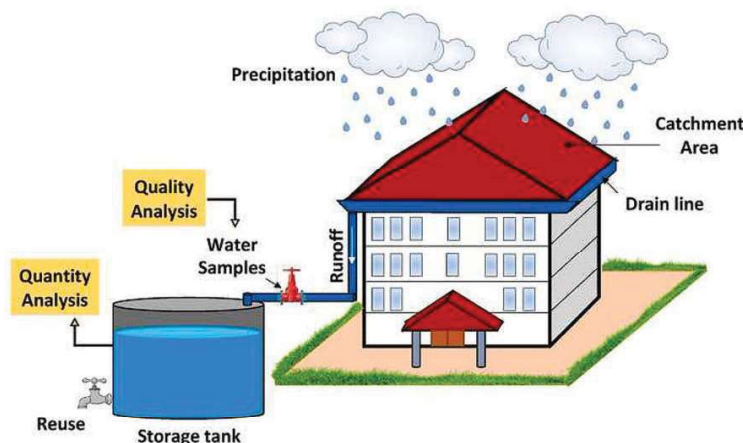 Precipitation
Catchment
Area
Drain line
Quality
Analysis
Water
Samples
Runoff
Quantity
Analysis
Reuse
Storage tank